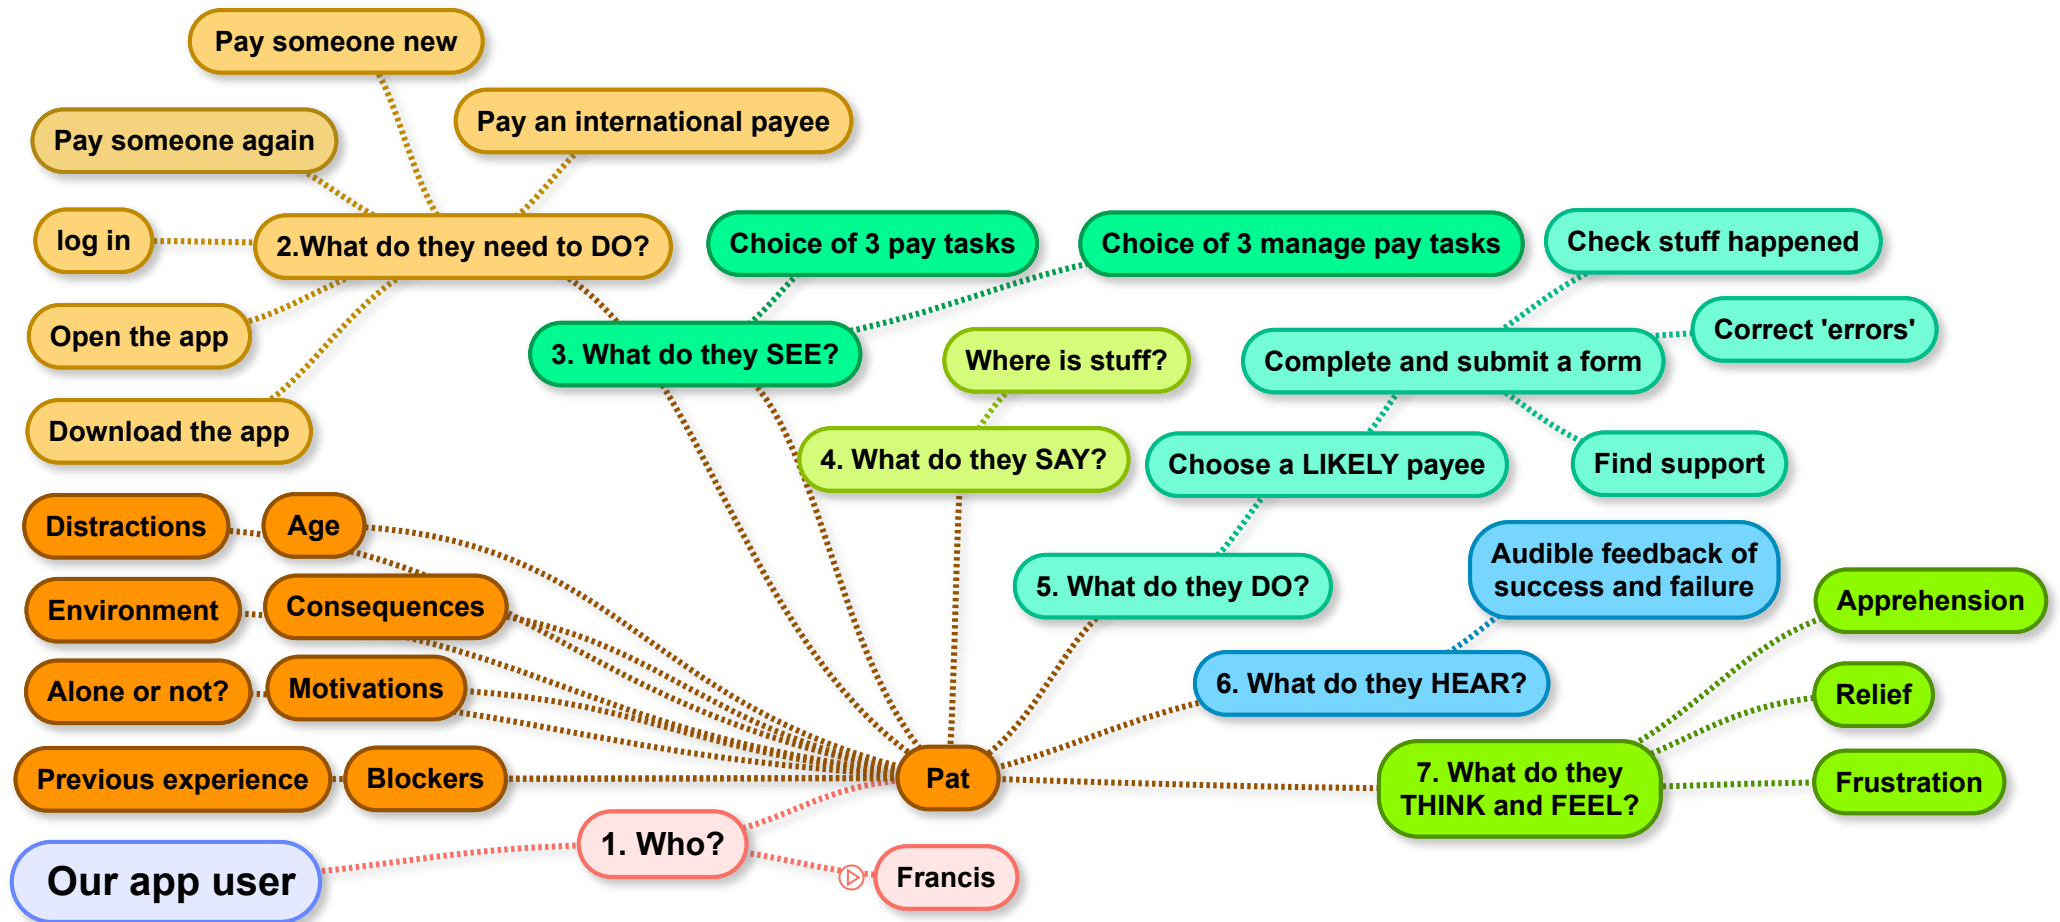 Pay someone new
Pay an international payee
Pay someone again
log in
2.What do they need to DO?
Open the app
Download the app
Choice of 3 pay tasks
Choice of 3 manage pay tasks
3. What do they SEE?
Where is stuff?
4. What do they SAY?
Check stuff happened
Correct 'errors'
Complete and submit a form
Choose a LIKELY payee
Find support
5. What do they DO?
Audible feedback of
success and failure
6. What do they HEAR?
Apprehension
Relief
Frustration
7. What do they
THINK and FEEL?
Distractions
Age
Environment
Consequences
Alone or not?
Motivations
Previous experience
Blockers
Pat
1. Who?
Francis
Our app user